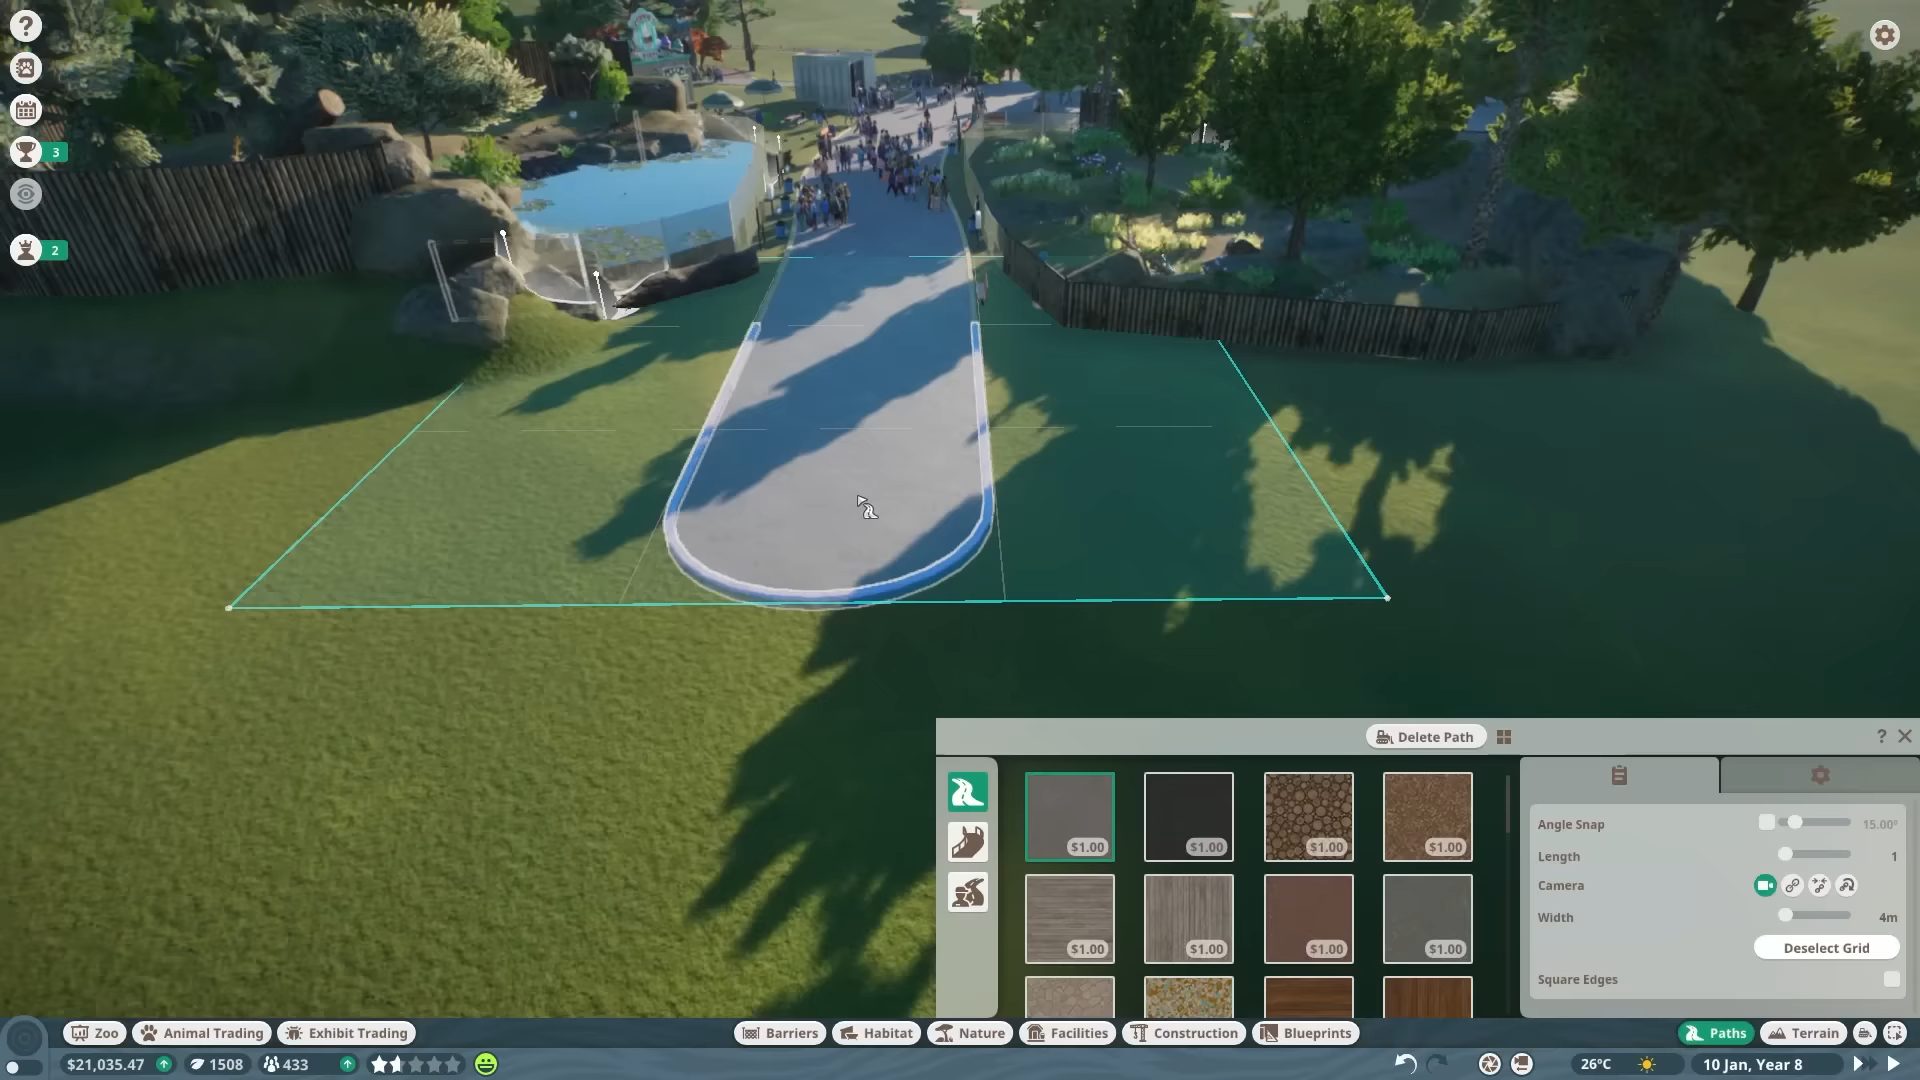 ?
3
2
Delete Path
?
$1.00
$1.00
$1.00
$1.00
$1.00
$1.00
$1.00
$1.00
Angle Snap
15.00°
Length
1
Camera
Width
4m
Deselect Grid
Square Edges
Zoo
Animal Trading
Exhibit Trading
Barriers
Habitat
Nature
Facilities
Construction
Blueprints
Paths
Terrain
$21,035.47
1508
433
26°C
10 Jan, Year 8